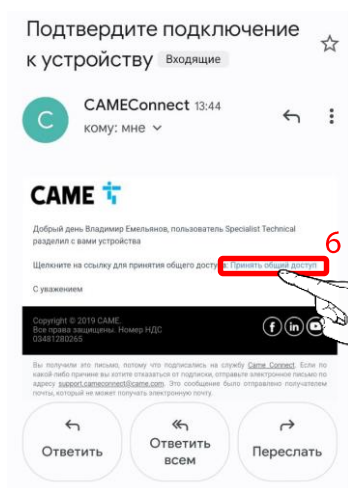 Подтвердите подключение
к устройству Входящие
C
CAMEConnect 13:44
кому: мне
CAME
Добрый день Владимир Емельянов, пользователь Specialist Technical
разделил с вами устройства
6
Щелкните на ссылку для принятия общего доступа: Принять общий доступ
С уважением
Copyright © 2019 CAME.
Все права защищены. Номер НДС
03481280265
f in
Вы получили это письмо, потому что подписались на службу Came Connect. Если по
какой-либо причине вы хотите отказаться от подписки, отправьте электронное письмо по
адресу support.cameconnect@came.com. Это сообщение было отправлено получателем
почты, который не может получать электронную почту.
Ответить
Ответить
всем
Переслать